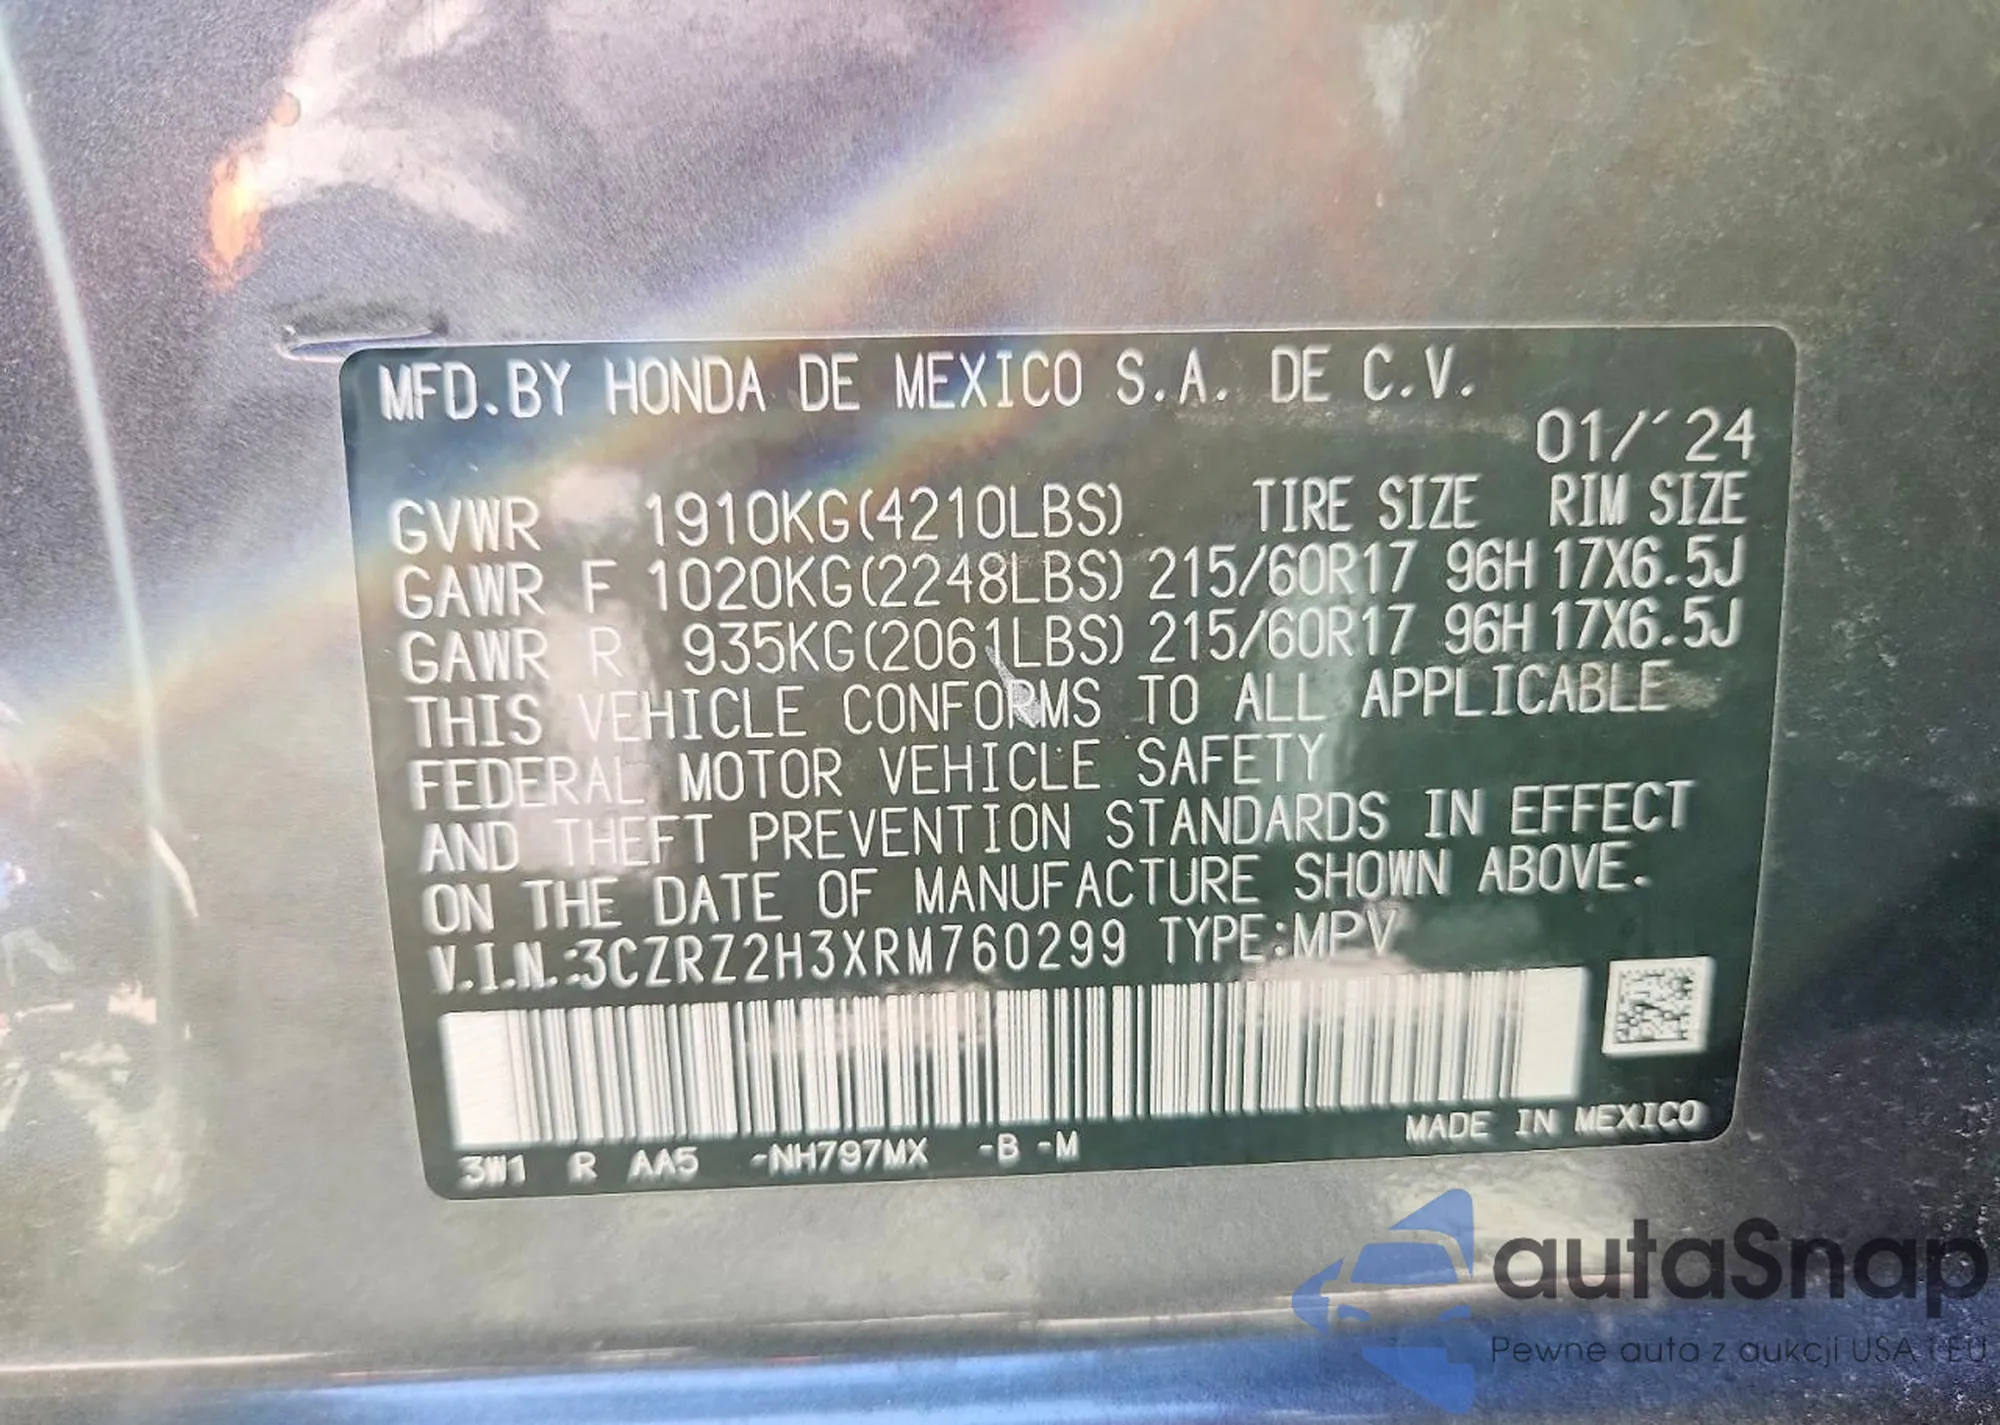 MFD.BY HONDA DE MEXICO S.A. DE C.V.
01/´24
GVWR 1910KG(4210LBS) TIRE SIZE RIM SIZE
GAWR F 1020KG(2248LBS) 215/60R17 96H 17X6.5J
GAWR R 935KG(2061LBS) 215/60R17 96H 17X6.5J
THIS VEHICLE CONFORMS TO ALL APPLICABLE
FEDERAL MOTOR VEHICLE SAFETY
AND THEFT PREVENTION STANDARDS IN EFFECT
ON THE DATE OF MANUFACTURE SHOWN ABOVE.
V.I.N.:3CZRZ2H3XRM760299 TYPE:MPV
3W1 R AA5 -NH797MX -B -M MADE IN MEXICO
autaSnap
Pewne auta z aukcji USA i EU